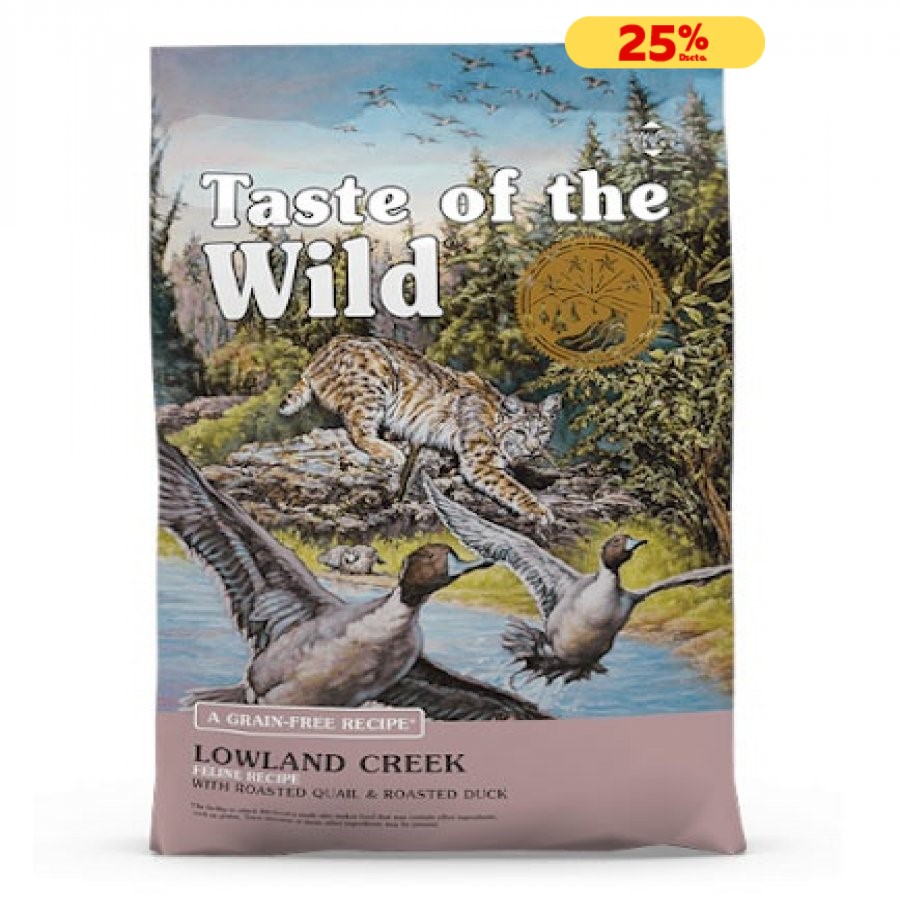 25%
Dscto.
Taste of the
Wild
A GRAIN-FREE RECIPE*
LOWLAND CREEK
FELINE RECIPE
WITH ROASTED QUAIL & ROASTED DUCK